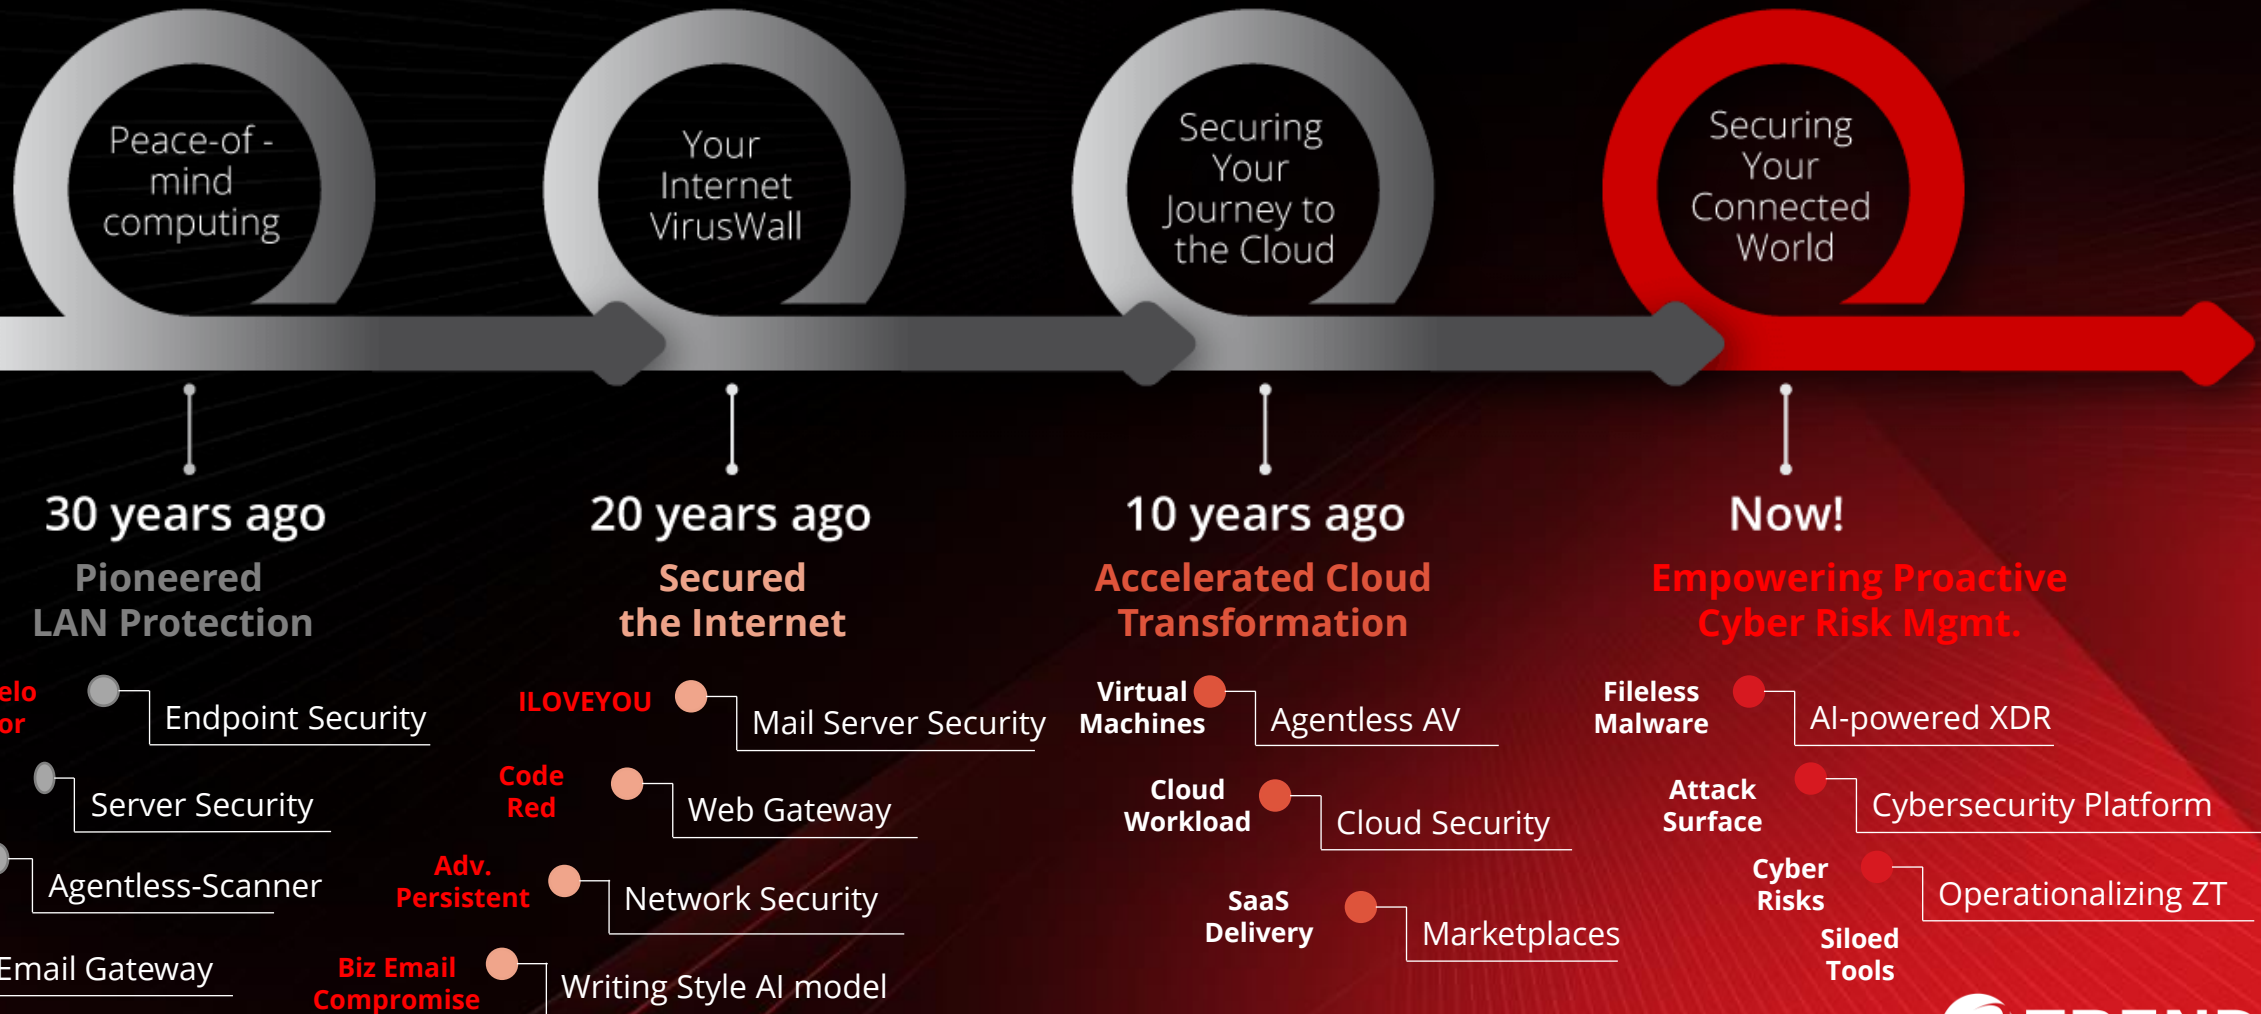 Peace-of -
mind
computing
Your
Internet
VirusWall
Securing
Your
Journey to
the Cloud
Securing
Your
Connected
World
30 years ago
Pioneered
LAN Protection
elo
or
Endpoint Security
Server Security
Agentless-Scanner
Email Gateway
20 years ago
Secured
the Internet
ILOVEYOU
Mail Server Security
Code
Red
Web Gateway
Adv.
Persistent
Network Security
Biz Email
Compromise
Writing Style AI model
10 years ago
Accelerated Cloud
Transformation
Virtual
Machines
Agentless AV
Cloud
Workload
Cloud Security
SaaS
Delivery
Marketplaces
Now!
Empowering Proactive
Cyber Risk Mgmt.
Fileless
Malware
AI-powered XDR
Attack
Surface
Cybersecurity Platform
Cyber
Risks
Operationalizing ZT
Siloed
Tools
TREND